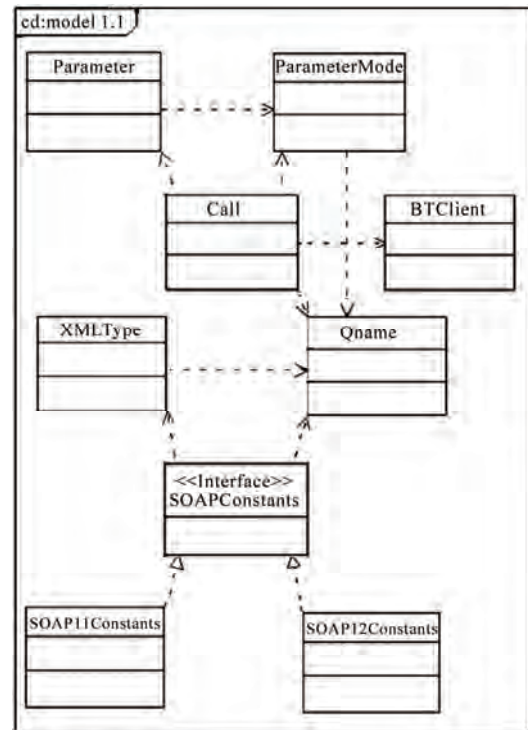 cd:model 1.1
Parameter
ParameterMode
Call
BTClient
XMLType
Qname
<<Interface>>
SOAPConstants
SOAP11Constants
SOAP12Constants